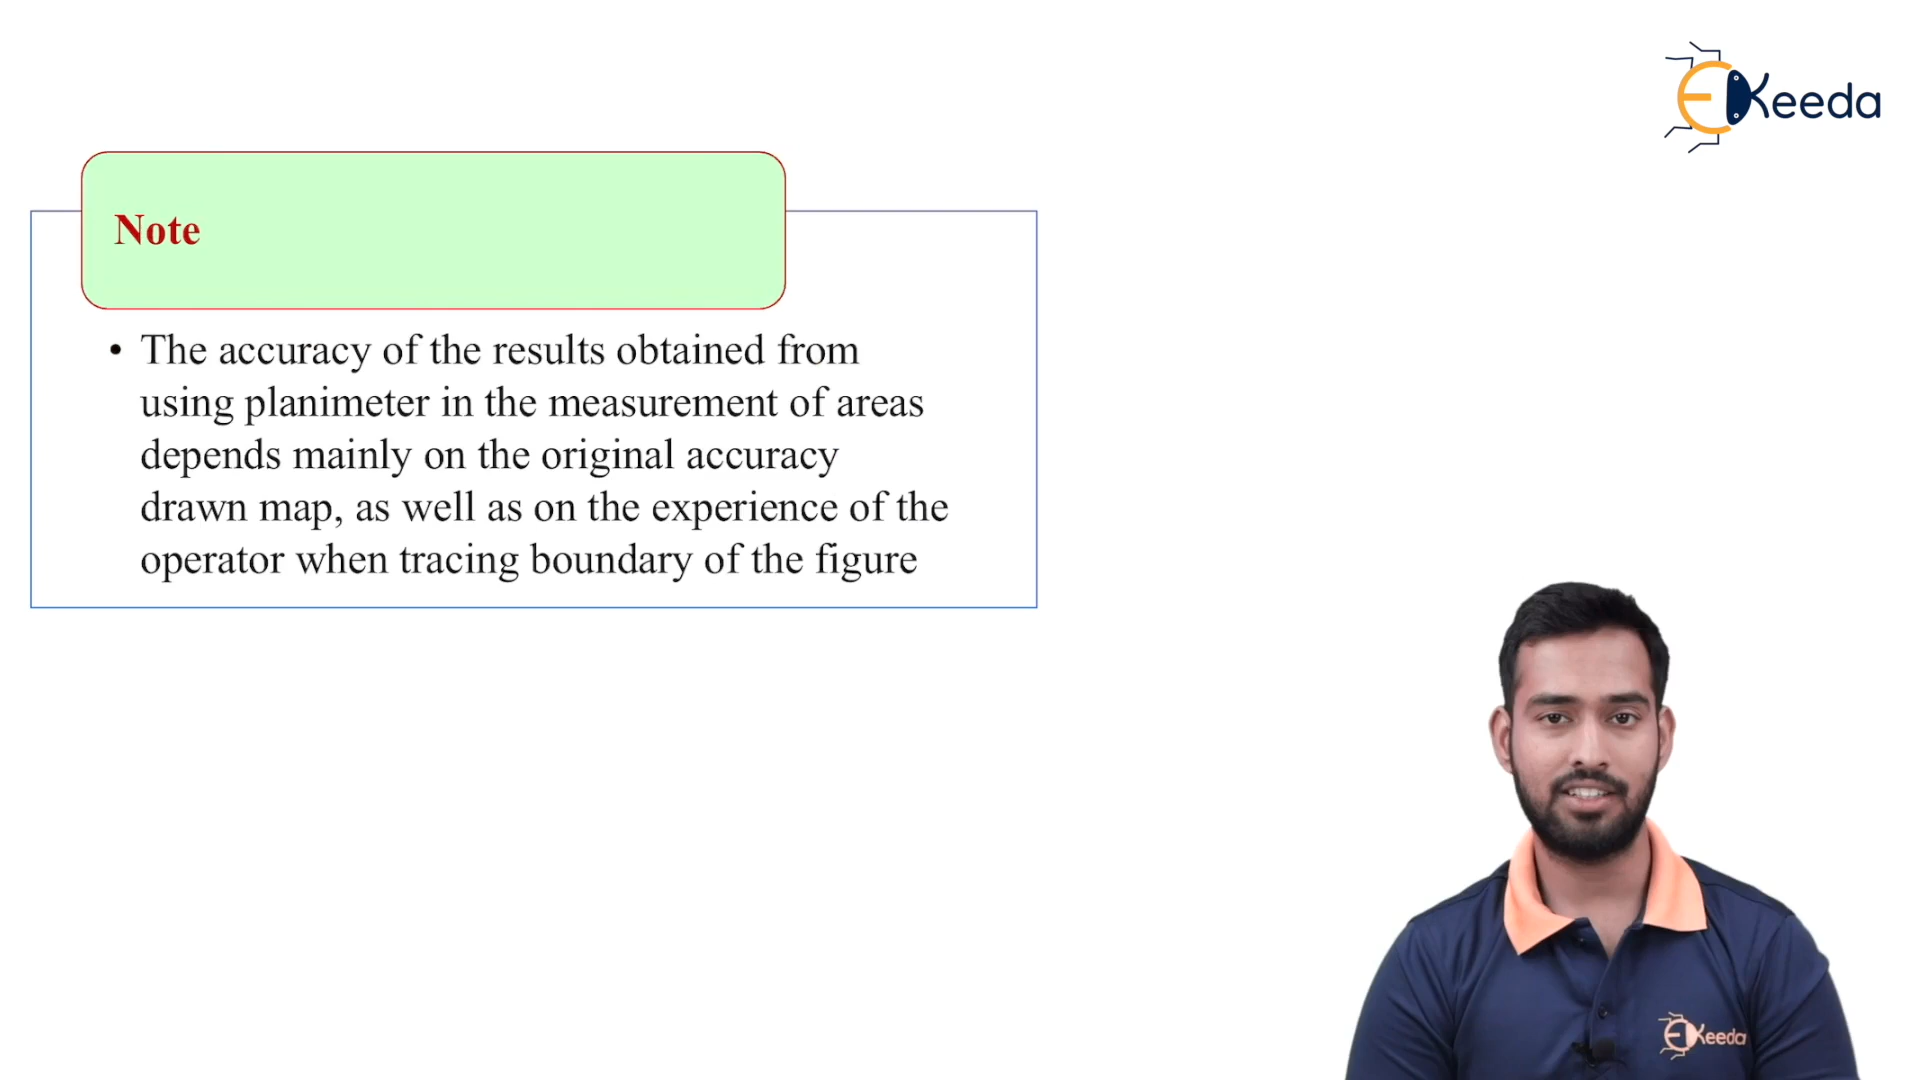 EKeeda
Note
• The accuracy of the results obtained from
using planimeter in the measurement of areas
depends mainly on the original accuracy
drawn map, as well as on the experience of the
operator when tracing boundary of the figure
EKeeda